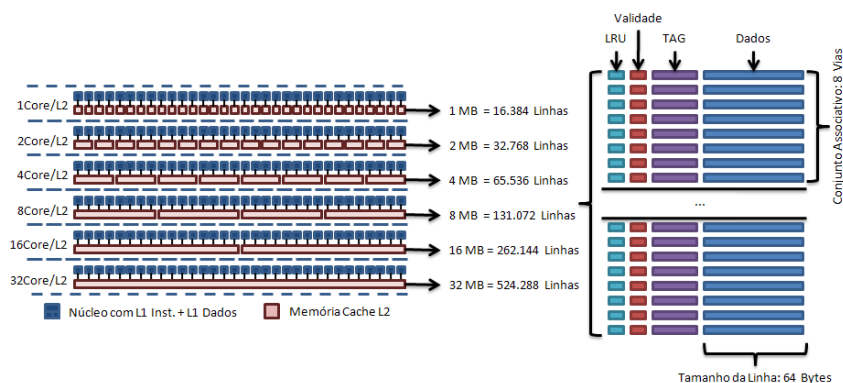 Validade
LRU
TAG
Dados
1Core/L2
1 MB = 16.384 Linhas
2Core/L2
2 MB = 32.768 Linhas
4Core/L2
4 MB = 65.536 Linhas
8Core/L2
8 MB = 131.072 Linhas
16Core/L2
16 MB = 262.144 Linhas
32Core/L2
32 MB = 524.288 Linhas
Núcleo com L1 Inst. + L1 Dados
Memória Cache L2
...
Conjunto Associativo: 8 Vias
Tamanho da Linha: 64 Bytes